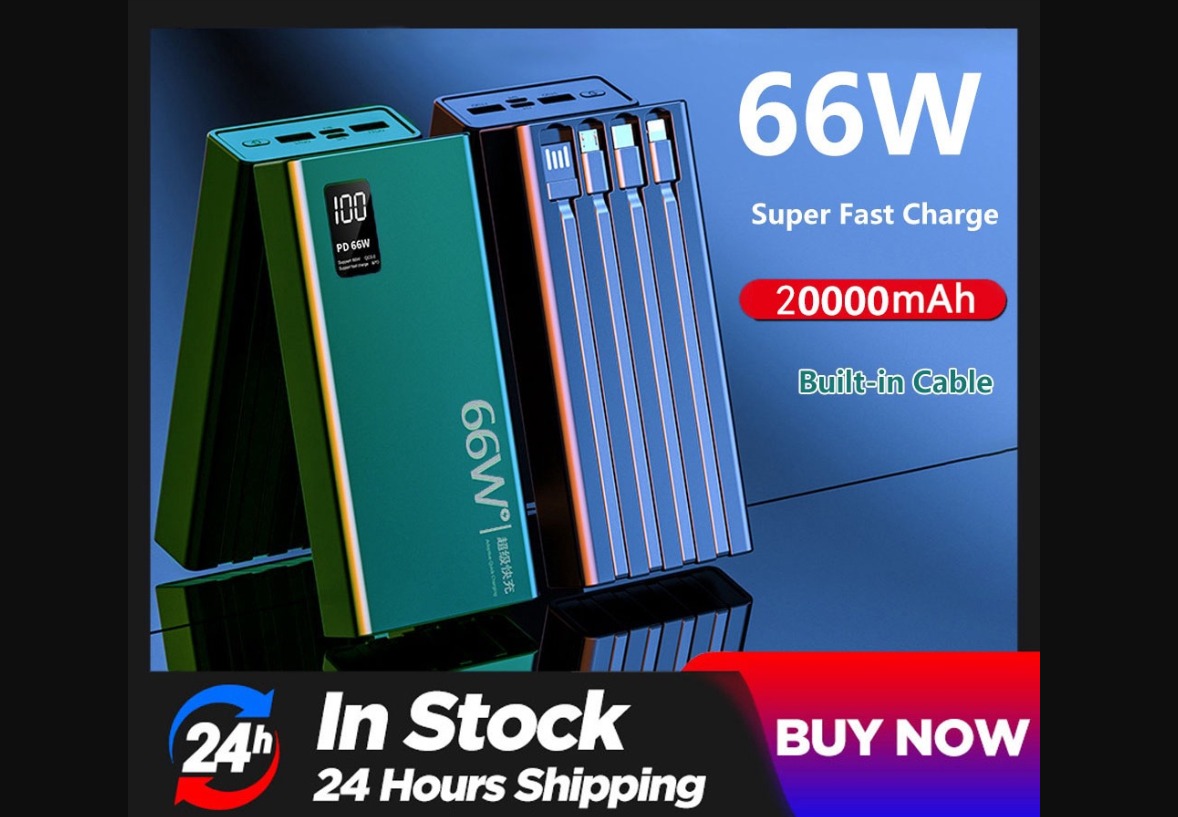 66W
Super Fast Charge
20000mAh
Built-in Cable
100
PD 66W
66W
超级快充
24h
In Stock
24 Hours Shipping
BUY NOW